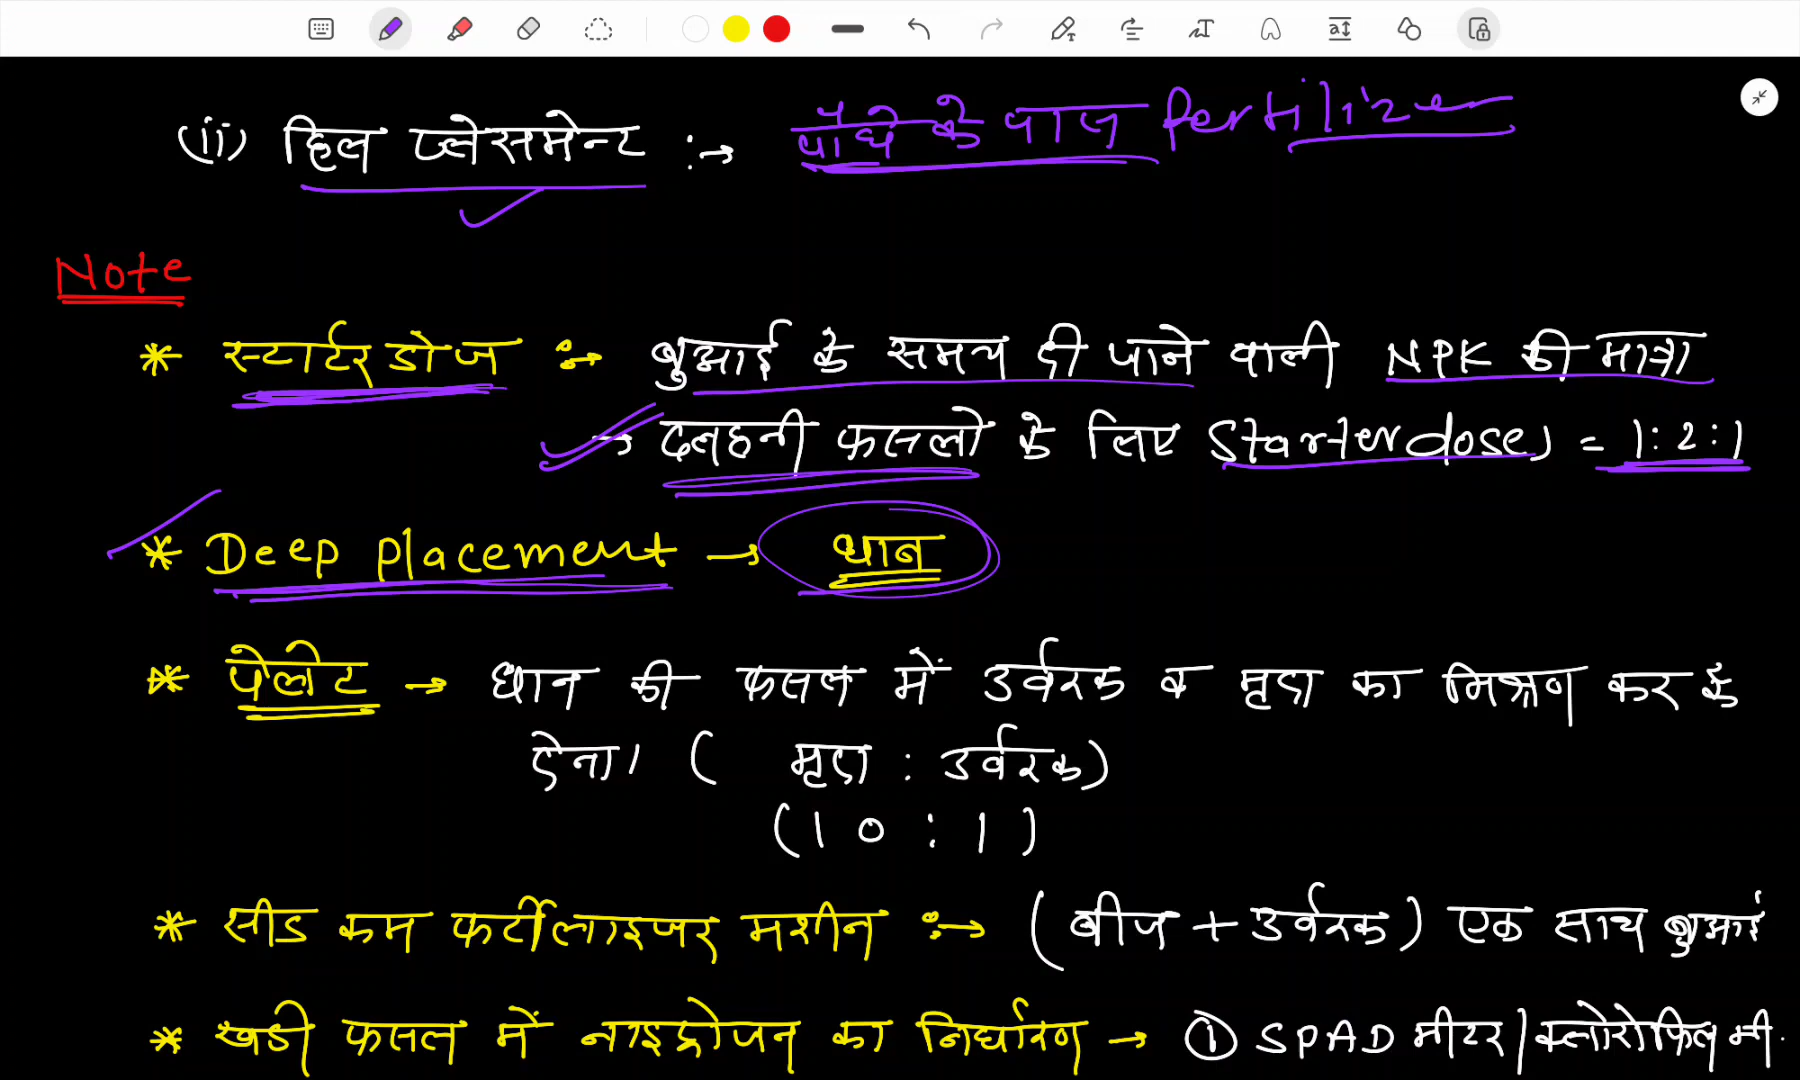 (ii) हिल प्लेसमेन्ट :→ पौधे के पास fertilizer
Note
* स्टार्टर डोज :→ बुआई के समय दी जाने वाली NPK की मात्रा
→ दलहनी फसलो के लिए Starter dose = 1:2:1
* Deep placement → धान
* पेलेट → धान की फसल में उर्वरक व मृदा का मिश्रण कर के
देना। ( मृदा : उर्वरक)
(10 : 1)
* सीड कम फर्टीलाइजर मशीन :→ (बीज + उर्वरक) एक साथ बुआई
* खडी फसल में नाइट्रोजन का निर्धारण → ① SPAD मीटर/क्लोरोफिल मी.